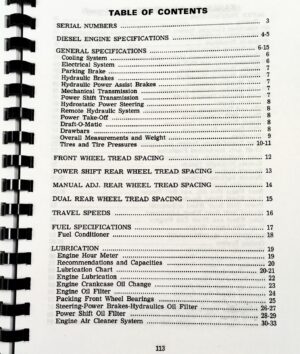 TABLE OF CONTENTS
SERIAL NUMBERS 3
DIESEL ENGINE SPECIFICATIONS 4-5
GENERAL SPECIFICATIONS 6-15
Cooling System 6
Electrical System 6
Parking Brake 7
Hydraulic Brakes 7
Hydraulic Power Assist Brakes 7
Mechanical Transmission 7
Power Shift Transmission 7
Hydrostatic Power Steering 8
Remote Hydraulic System 8
Power Take-Off 8
Draft-O-Matic 8
Drawbars 8
Overall Measurements and Weight 9
Tires and Tire Pressures 10-11
FRONT WHEEL TREAD SPACING 12
POWER SHIFT REAR WHEEL TREAD SPACING 13
MANUAL ADJ. REAR WHEEL TREAD SPACING 14
DUAL REAR WHEEL TREAD SPACING 15
TRAVEL SPEEDS 16
FUEL SPECIFICATIONS 17
Fuel Conditioner 18
LUBRICATION 19
Engine Hour Meter 19
Recommendations and Capacities 20
Lubrication Chart 20-21
Engine Lubrication 22
Engine Crankcase Oil Change 23
Engine Oil Filter 24
Packing Front Wheel Bearings 25
Steering-Power Brakes-Hydraulics Oil Filter 26-27
Power Shift Oil Filter 28-29
Engine Air Cleaner System 30-33
113